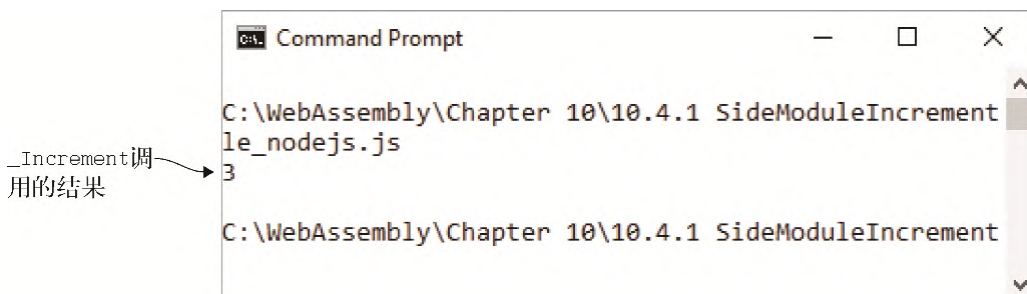 Command Prompt
C:\WebAssembly\Chapter 10\10.4.1 SideModuleIncrement
le_nodejs.js
_Increment调
用的结果
3
C:\WebAssembly\Chapter 10\10.4.1 SideModuleIncrement